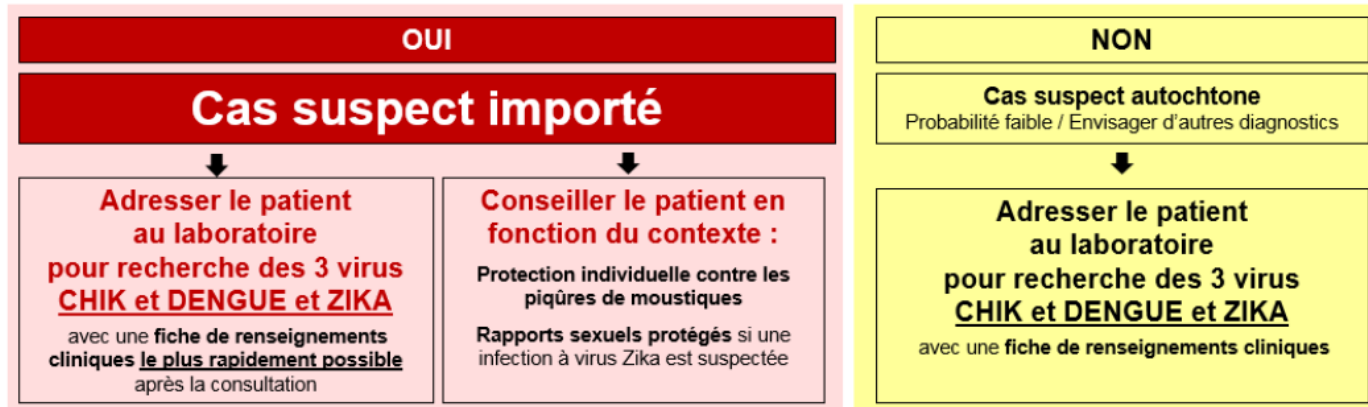 OUI
Cas suspect importé
Adresser le patient
au laboratoire
pour recherche des 3 virus
CHIK et DENGUE et ZIKA
avec une fiche de renseignements
cliniques le plus rapidement possible
après la consultation
Conseiller le patient en
fonction du contexte :
Protection individuelle contre les
piqûres de moustiques
Rapports sexuels protégés si une
infection à virus Zika est suspectée
NON
Cas suspect autochtone
Probabilité faible / Envisager d'autres diagnostics
Adresser le patient
au laboratoire
pour recherche des 3 virus
CHIK et DENGUE et ZIKA
avec une fiche de renseignements cliniques